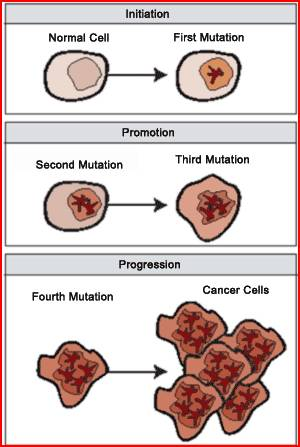 Initiation
Normal Cell
First Mutation
Promotion
Second Mutation
Third Mutation
Progression
Fourth Mutation
Cancer Cells